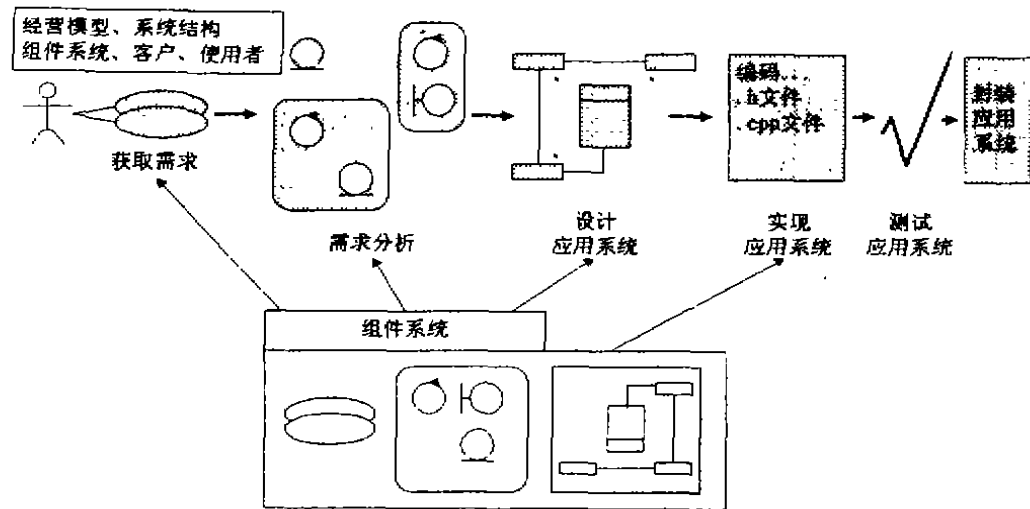 经营模型、系统结构
组件系统、客户、使用者
获取需求
需求分析
设计
应用系统
编码...
.h文件
.cpp文件
实现
应用系统
测试
应用系统
封装
应用
系统
组件系统